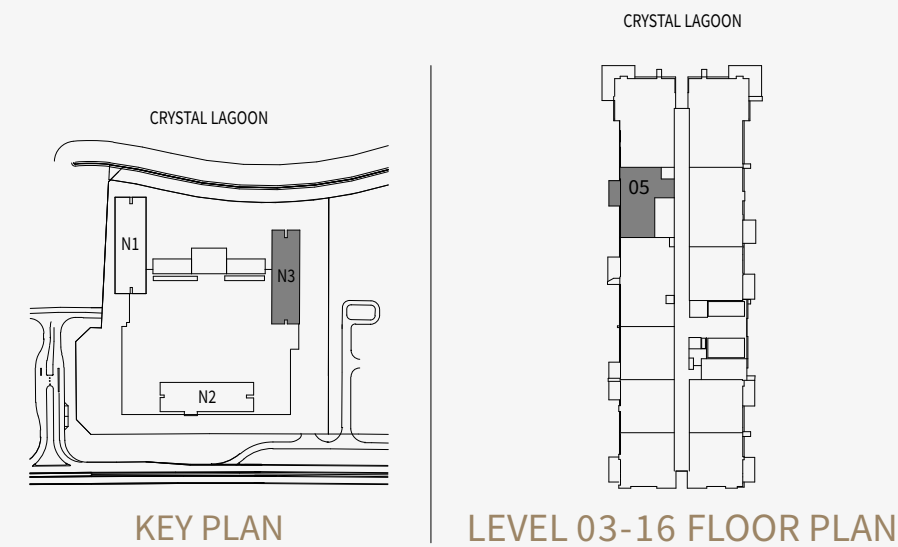 CRYSTAL LAGOON
N1
N3
N2
KEY PLAN
CRYSTAL LAGOON
05
LEVEL 03-16 FLOOR PLAN